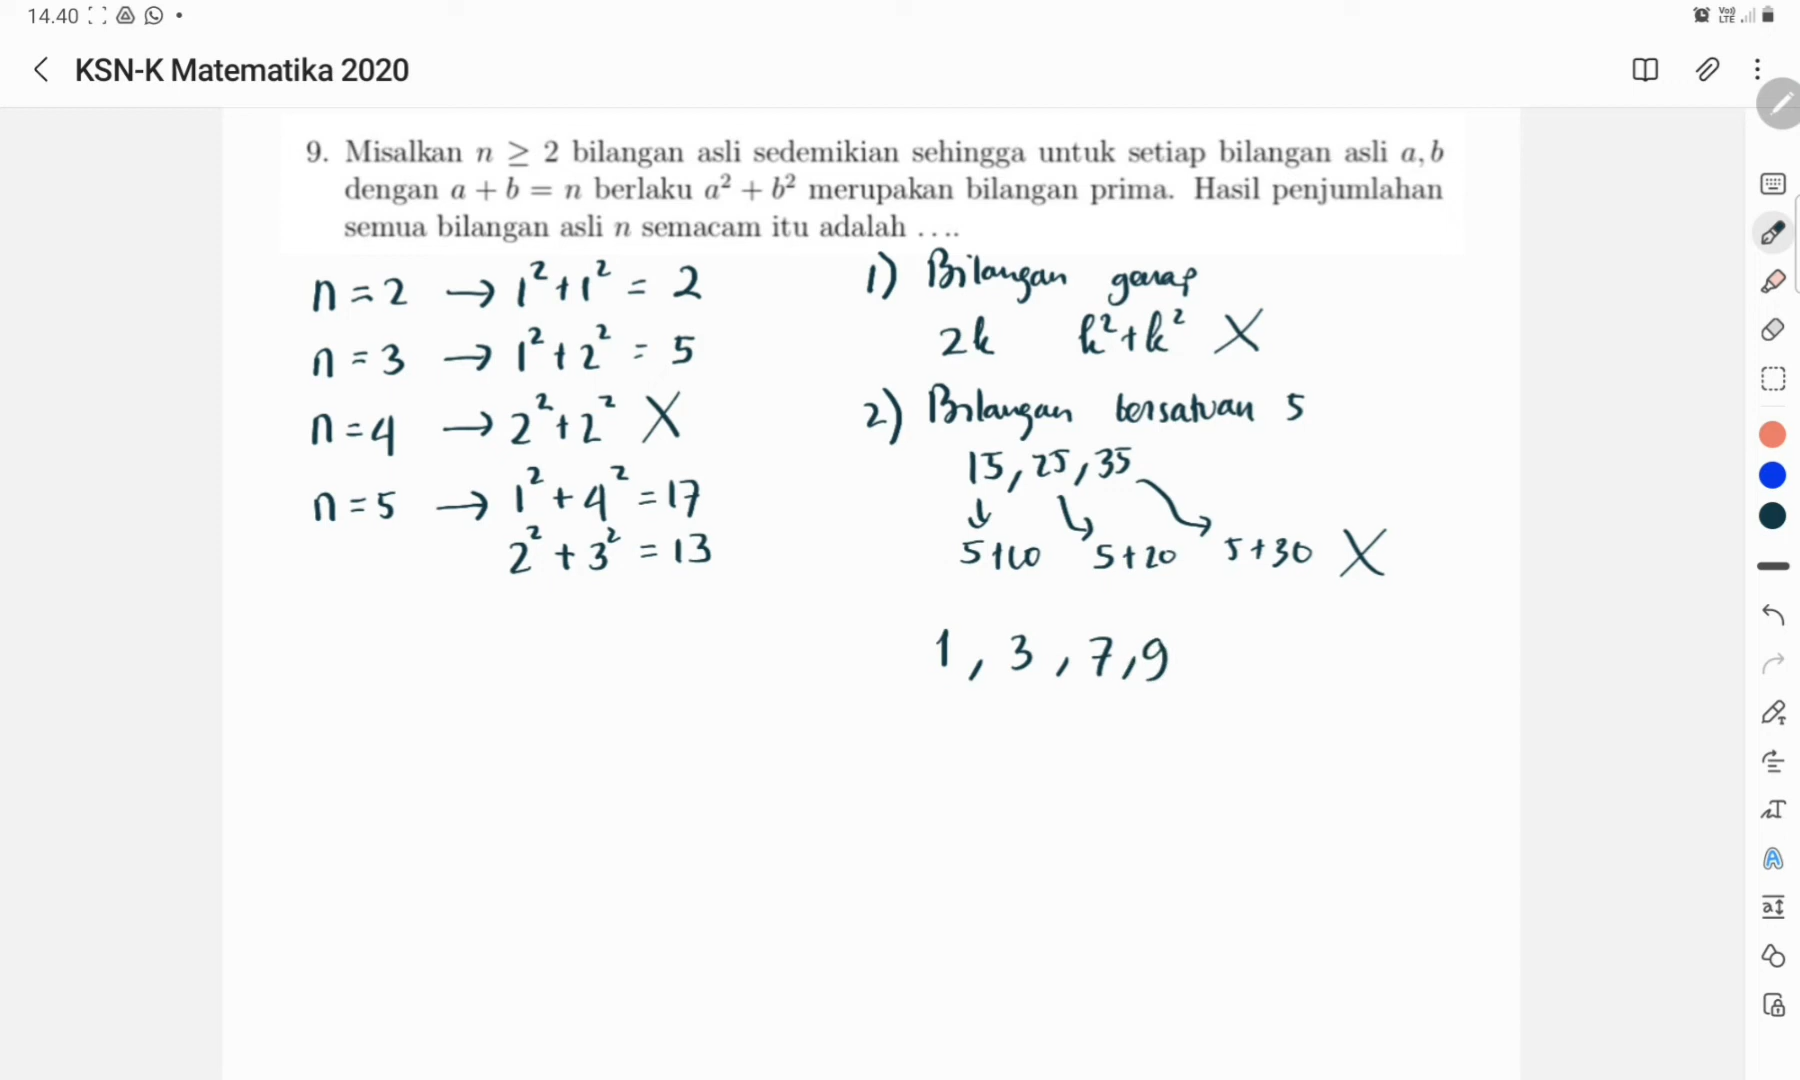 14.40
Vo)) LTE
KSN-K Matematika 2020
9. Misalkan n ≥ 2 bilangan asli sedemikian sehingga untuk setiap bilangan asli a, b
dengan a + b = n berlaku a² + b² merupakan bilangan prima. Hasil penjumlahan
semua bilangan asli n semacam itu adalah ....
n = 2 → 1² + 1² = 2
n = 3 → 1² + 2² = 5
n = 4 → 2² + 2² X
n = 5 → 1² + 4² = 17
2² + 3² = 13
1) Bilangan genap
2k k² + k² X
2) Bilangan bersatuan 5
15, 25, 35
5+10 5+20 5+30 X
1, 3, 7, 9